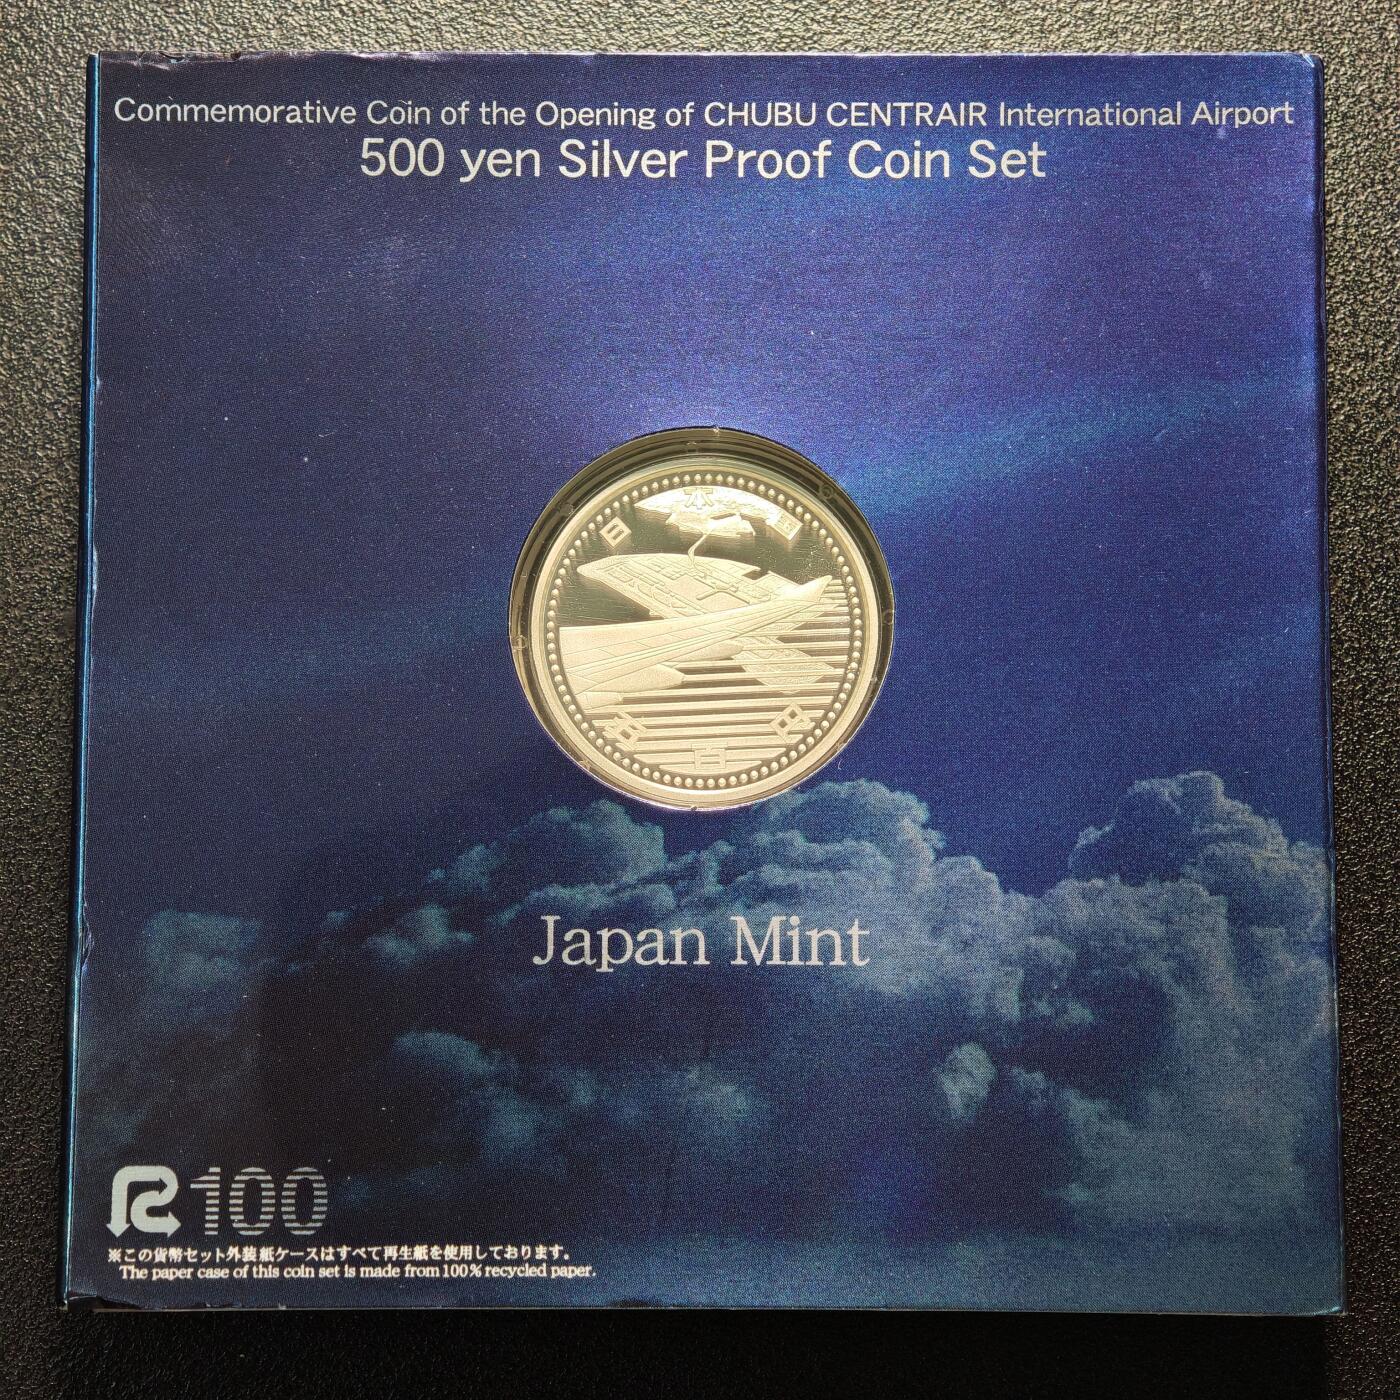 Commemorative Coin of the Opening of CHUBU CENTRAIR International Airport
500 yen Silver Proof Coin Set
日本国
五百円
Japan Mint
R100
※この貨幣セット外装紙ケースはすべて再生紙を使用しております。
The paper case of this coin set is made from 100% recycled paper.